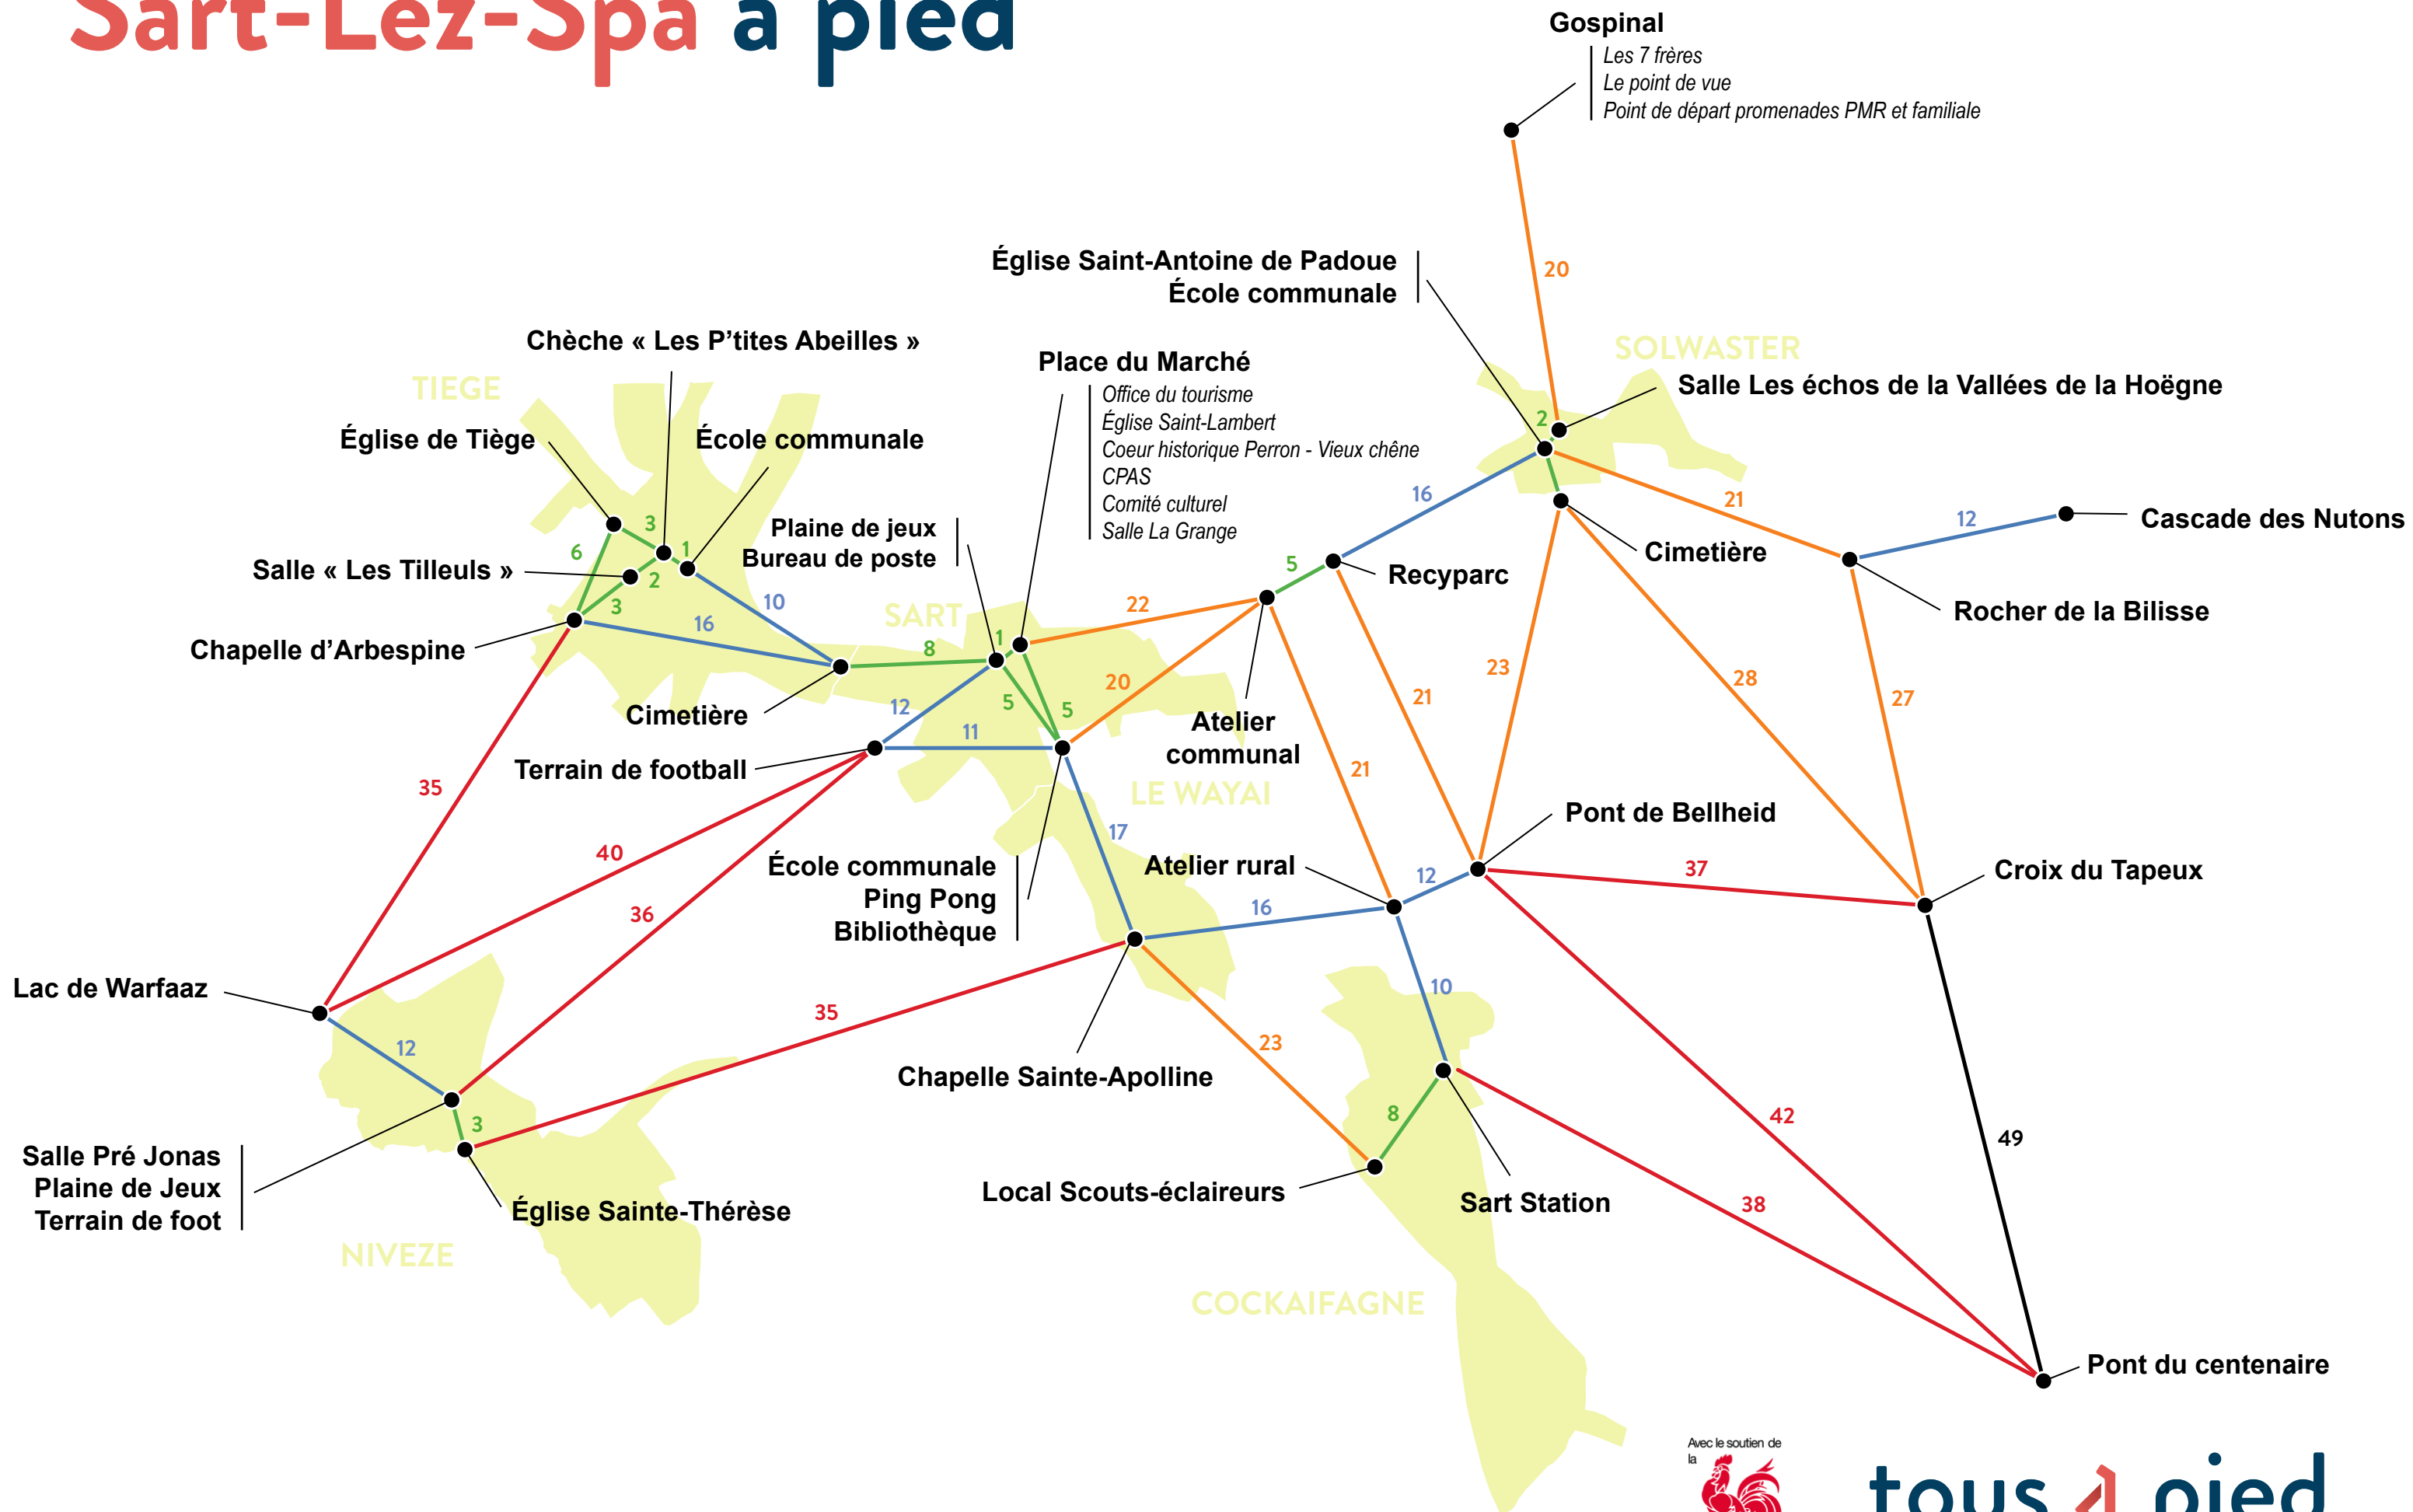 Sart-Lez-Spa à pied
Gospinal
Les 7 frères
Le point de vue
Point de départ promenades PMR et familiale
20
Église Saint-Antoine de Padoue
École communale
SOLWASTER
Salle Les échos de la Vallées de la Hoëgne
2
Chèche « Les P’tites Abeilles »
Place du Marché
Office du tourisme
Église Saint-Lambert
Coeur historique Perron - Vieux chêne
CPAS
Comité culturel
Salle La Grange
TIEGE
Église de Tiège
École communale
16
21
12
Cascade des Nutons
Plaine de jeux
Bureau de poste
3
1
6
2
3
Salle « Les Tilleuls »
Cimetière
5
Recyparc
Rocher de la Bilisse
10
16
22
SART
8
1
Chapelle d’Arbespine
23
28
27
20
21
12
5
5
Cimetière
11
Atelier
communal
Terrain de football
21
35
LE WAYAI
17
Pont de Bellheid
40
École communale
Ping Pong
Bibliothèque
Atelier rural
12
37
Croix du Tapeux
36
16
Lac de Warfaaz
10
35
12
23
Chapelle Sainte-Apolline
3
8
42
49
Salle Pré Jonas
Plaine de Jeux
Terrain de foot
Église Sainte-Thérèse
Local Scouts-éclaireurs
Sart Station
38
NIVEZE
COCKAIFAGNE
Pont du centenaire
Avec le soutien de
la
tous à pied